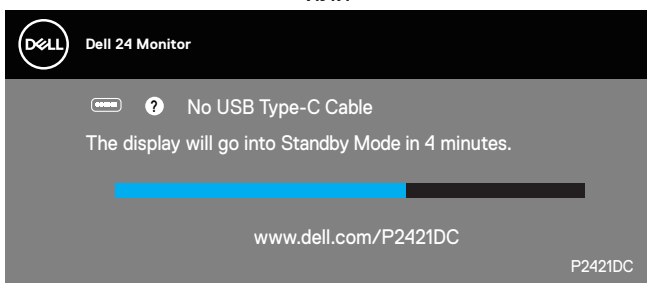 DELL
Dell 24 Monitor
? No USB Type-C Cable
The display will go into Standby Mode in 4 minutes.
www.dell.com/P2421DC
P2421DC